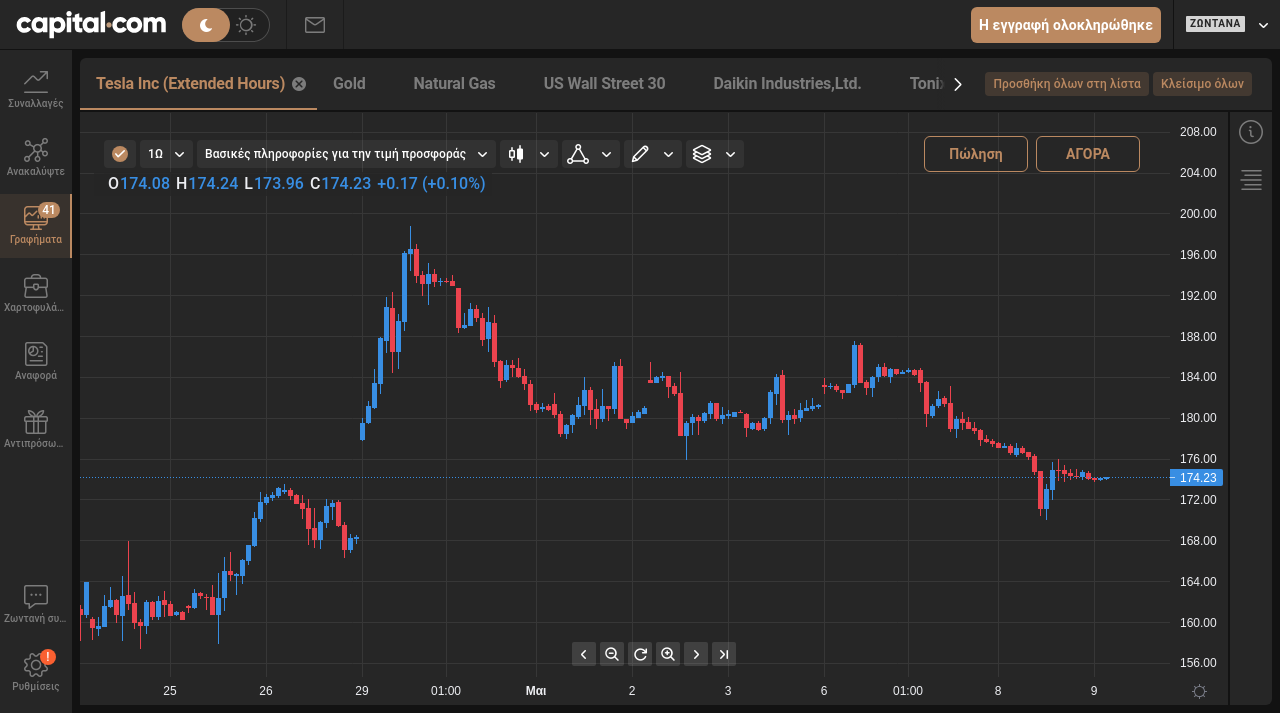 capital.com
Η εγγραφή ολοκληρώθηκε
ΖΩΝΤΑΝΑ
Συναλλαγές
Ανακαλύψτε
41
Γραφήματα
Χαρτοφυλά...
Αναφορά
Αντιπρόσω...
Ζωντανή συ...
!
Ρυθμίσεις
Tesla Inc (Extended Hours) Gold Natural Gas US Wall Street 30 Daikin Industries,Ltd. Toni
Προσθήκη όλων στη λίστα Κλείσιμο όλων
1Ω Βασικές πληροφορίες για την τιμή προσφοράς
Πώληση ΑΓΟΡΑ
O174.08 H174.24 L173.96 C174.23 +0.17 (+0.10%)
208.00
204.00
200.00
196.00
192.00
188.00
184.00
180.00
176.00
174.23
172.00
168.00
164.00
160.00
156.00
25 26 29 01:00 Μαι 2 3 6 01:00 8 9